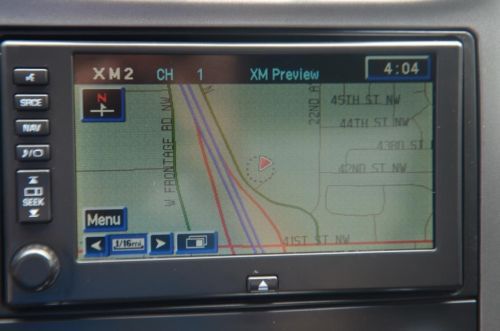 XM2 CH 1 XM Preview 4:04
N
SRCE
NAV
SEEK
W FRONTAGE RD NW
22ND A
45TH ST NW
44TH ST NW
43RD ST
42ND ST NW
41ST ST NW
Menu
1/16mi